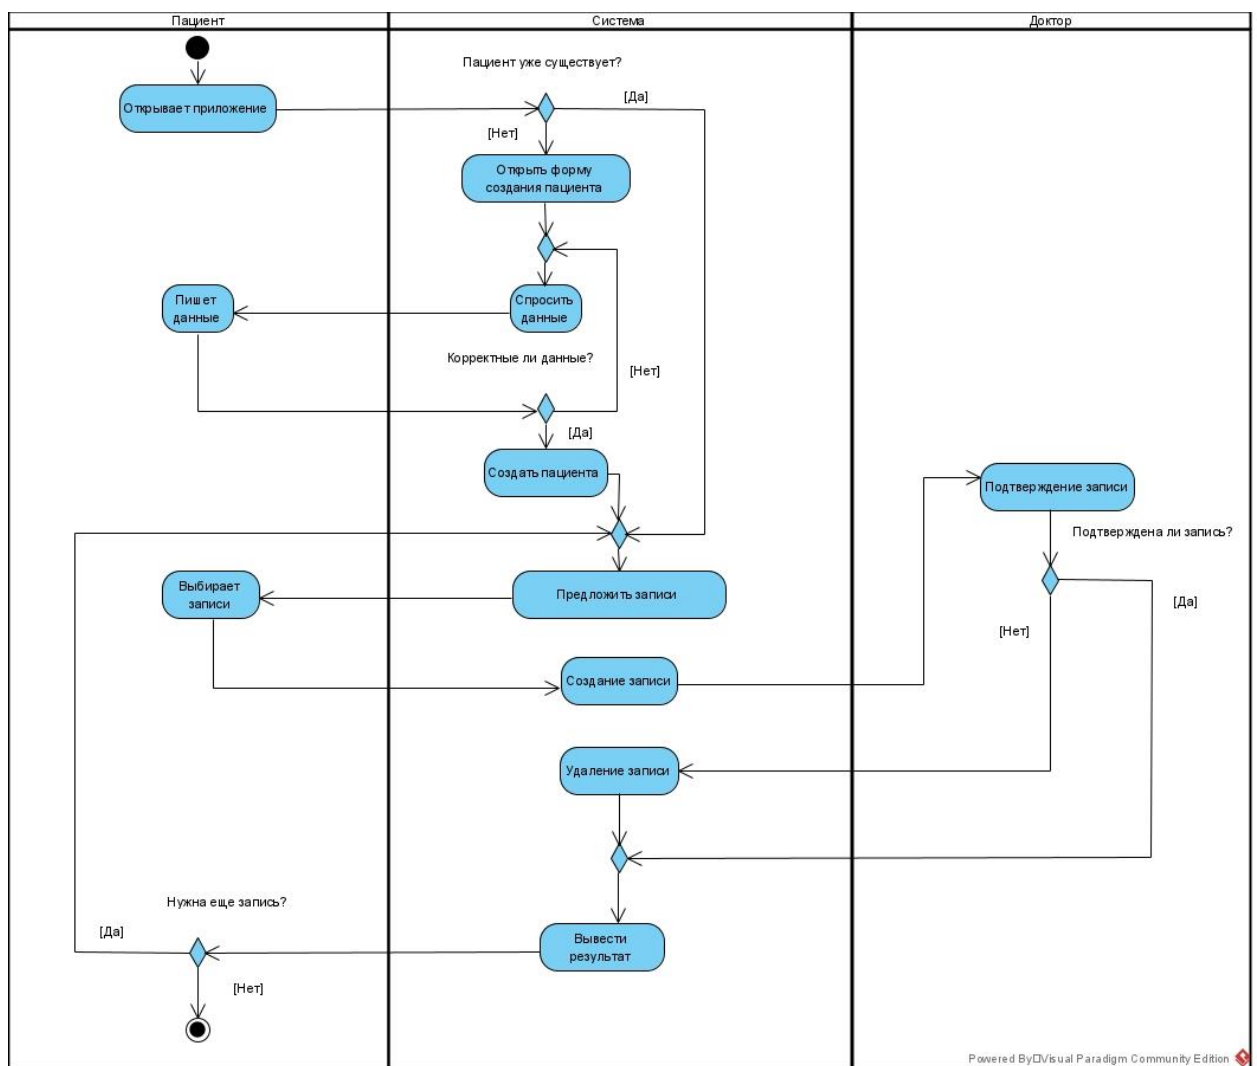 Пациент
Система
Доктор
Пациент уже существует?
Открывает приложение
[Да]
[Нет]
Открыть форму
создания пациента
Пишет
данные
Спросить
данные
Корректные ли данные?
[Нет]
[Да]
Создать пациента
Подтверждение записи
Подтверждена ли запись?
Выбирает
записи
Предложить записи
[Да]
[Нет]
Создание записи
Удаление записи
Нужна еще запись?
[Да]
Вывести
результат
[Нет]
Powered By□Visual Paradigm Community Edition